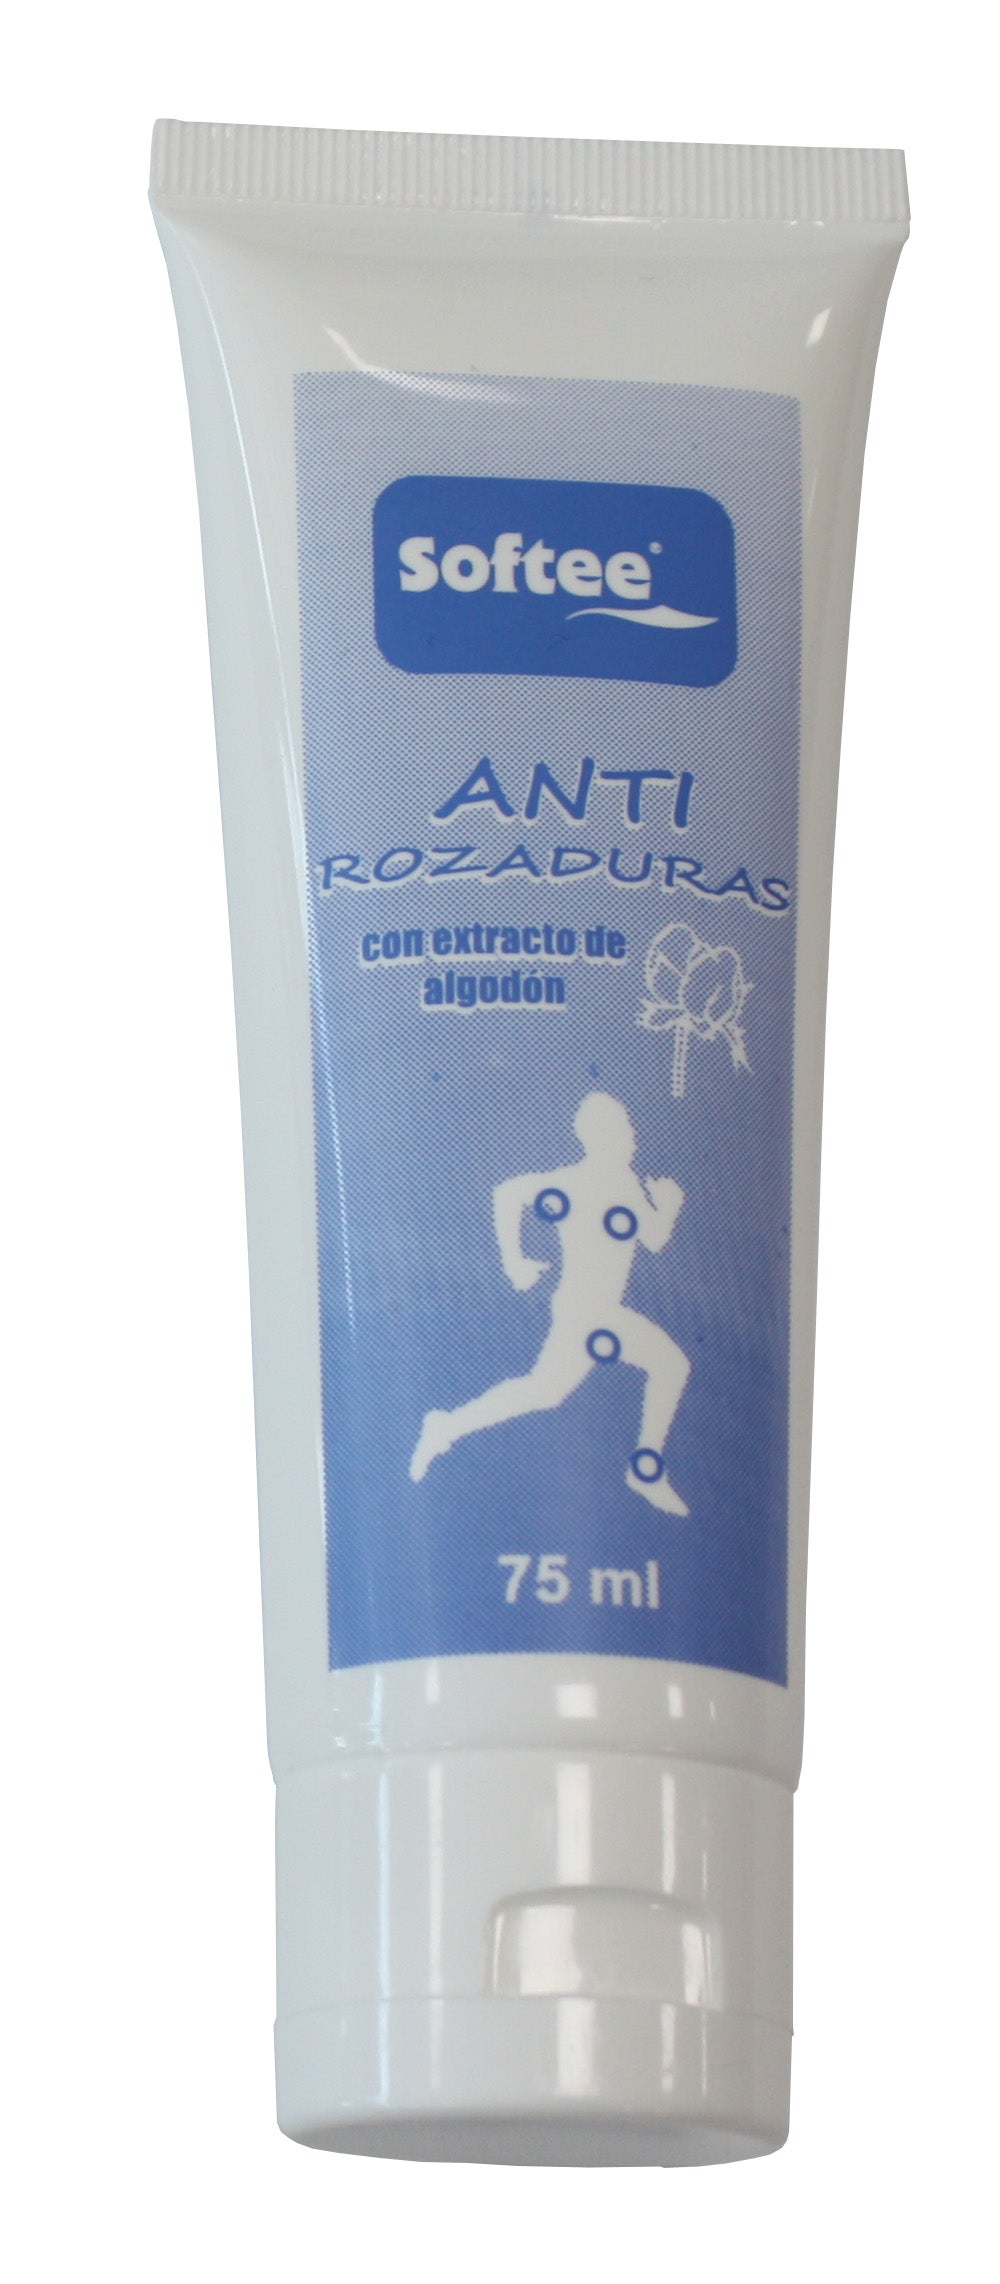 Softee®
ANTI
ROZADURAS
con extracto de
algodón
75 ml